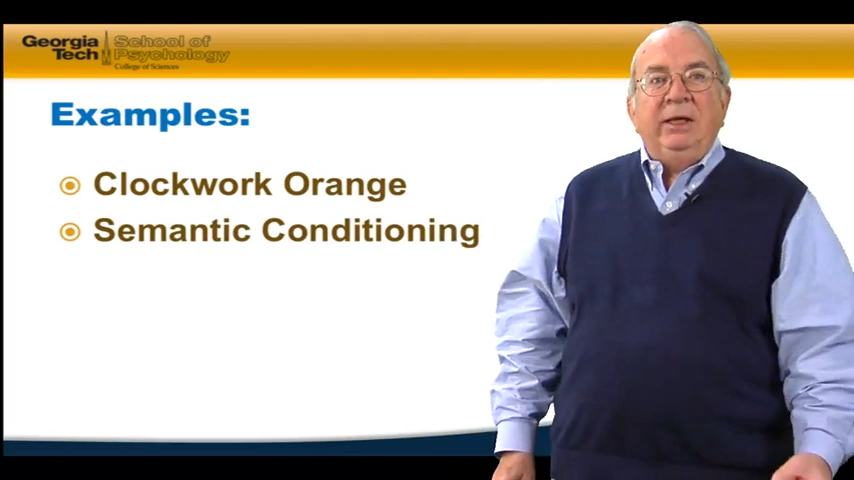 Georgia Tech
School of Psychology
College of Sciences
Examples:
Clockwork Orange
Semantic Conditioning